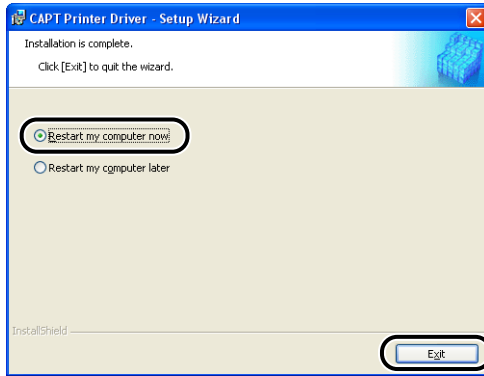 CAPT Printer Driver - Setup Wizard
Installation is complete.
Click [Exit] to quit the wizard.
Restart my computer now
Restart my computer later
InstallShield
Exit